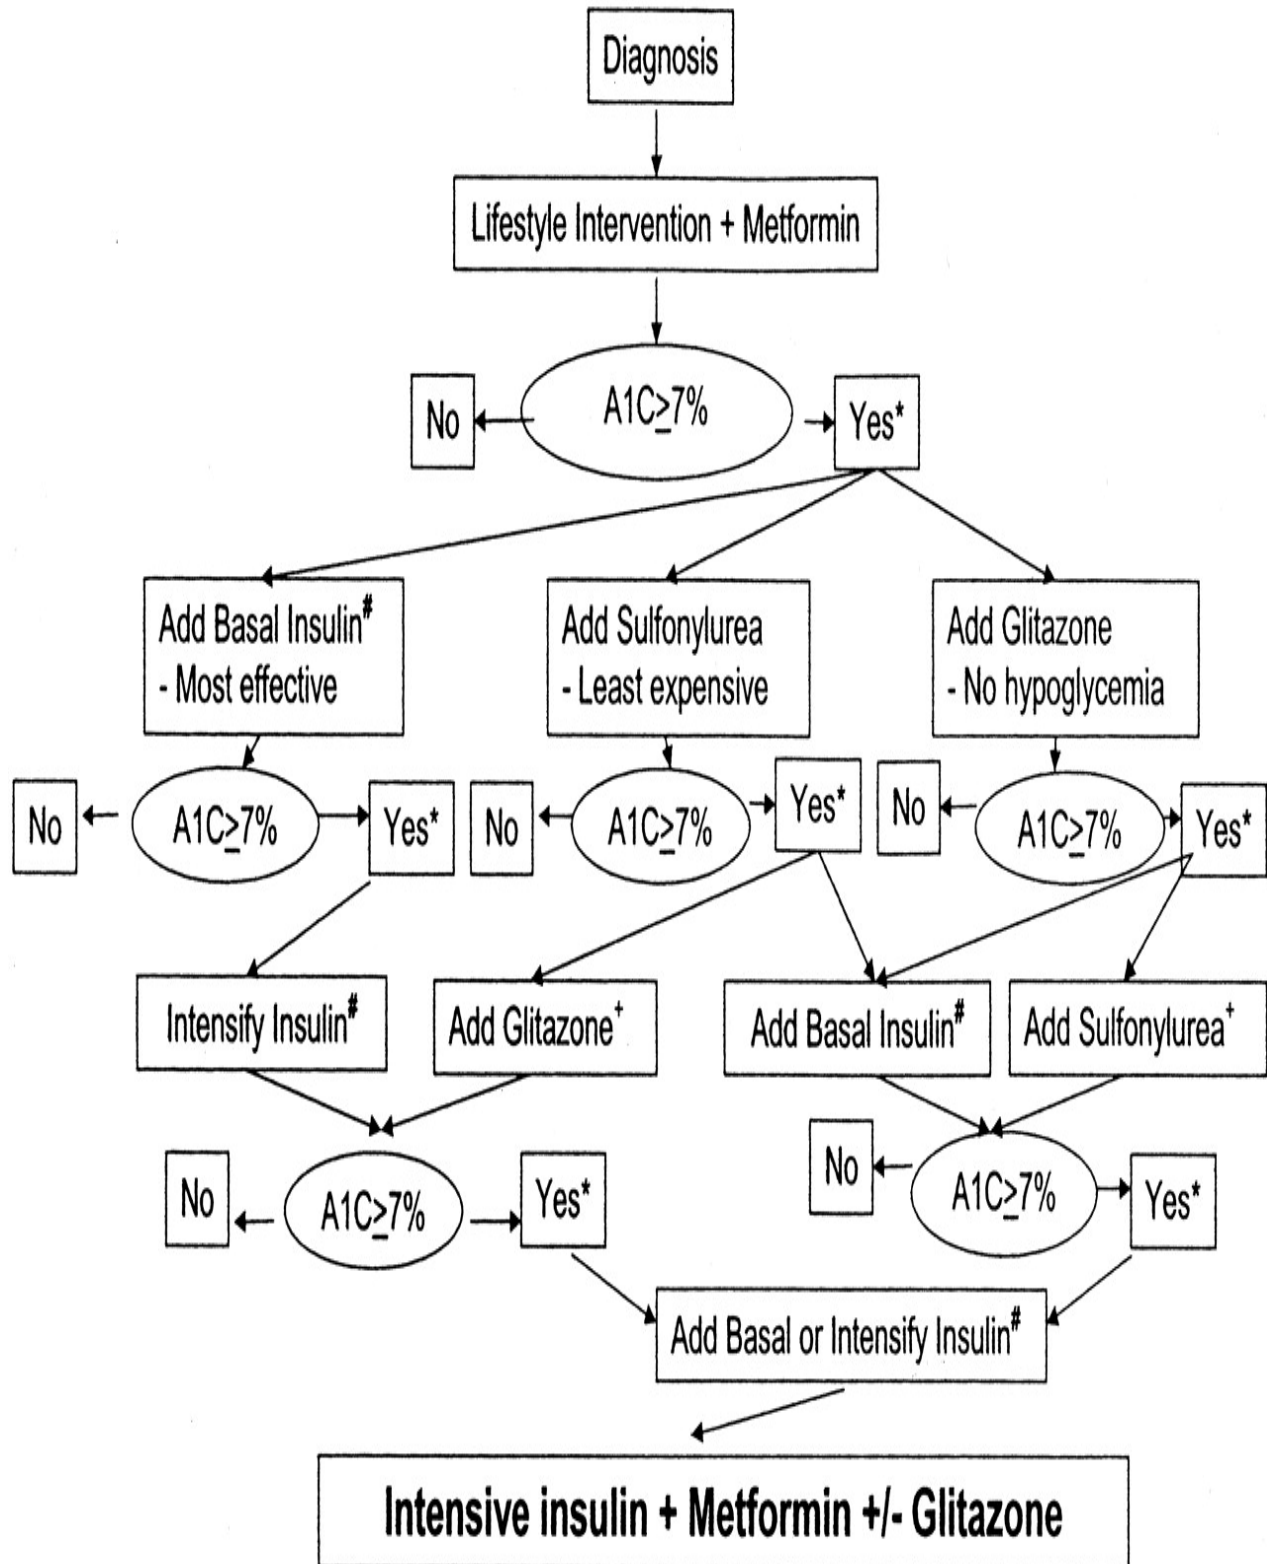 Diagnosis
Lifestyle Intervention + Metformin
No
A1C≥7%
Yes*
Add Basal Insulin#
- Most effective
Add Sulfonylurea
- Least expensive
Add Glitazone
- No hypoglycemia
No
A1C≥7%
Yes*
No
A1C≥7%
Yes*
No
A1C≥7%
Yes*
Intensify Insulin#
Add Glitazone+
Add Basal Insulin#
Add Sulfonylurea+
No
A1C≥7%
Yes*
No
A1C≥7%
Yes*
Add Basal or Intensify Insulin#
Intensive insulin + Metformin +/- Glitazone